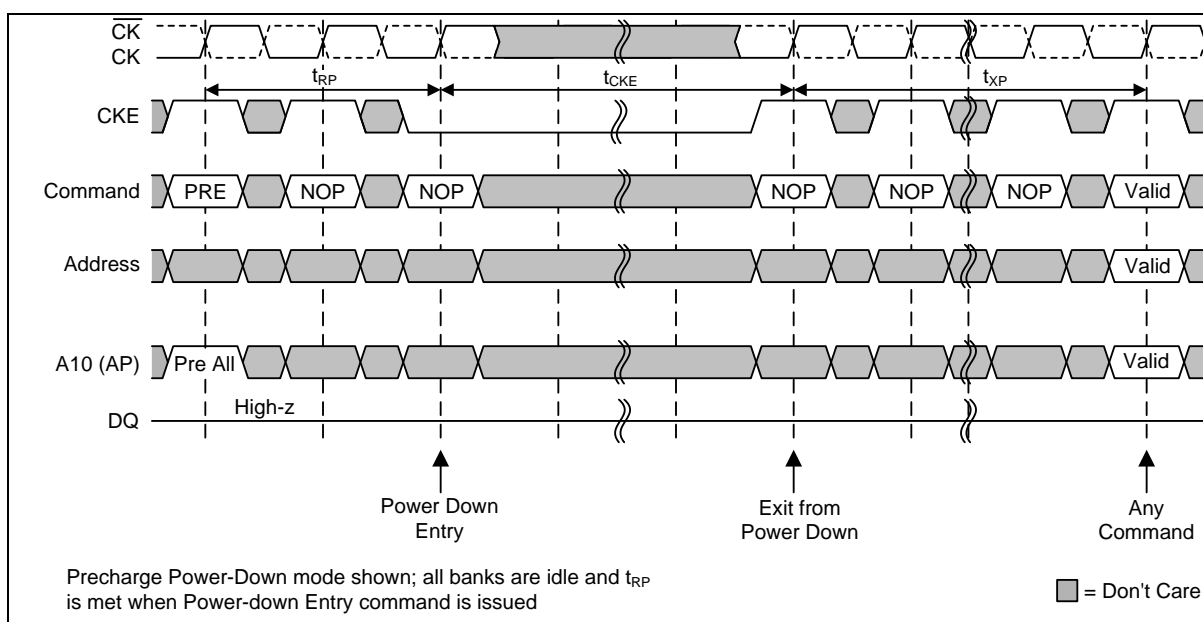 CK
CK
tRP
tCKE
tXP
CKE
Command
PRE
NOP
NOP
NOP
NOP
NOP
Valid
Address
Valid
A10 (AP)
Pre All
Valid
High-z
DQ
Power Down
Entry
Exit from
Power Down
Any
Command
Precharge Power-Down mode shown; all banks are idle and tRP
is met when Power-down Entry command is issued
= Don't Care